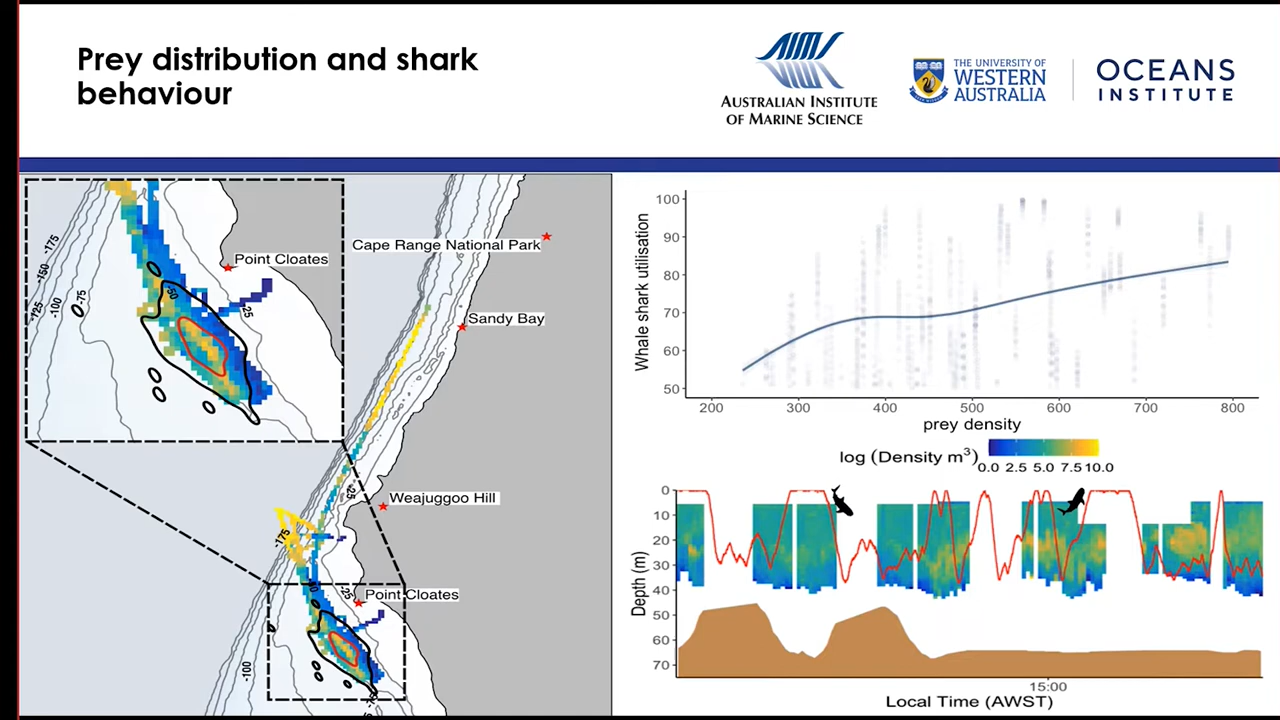 Prey distribution and shark
behaviour
AUSTRALIAN INSTITUTE
OF MARINE SCIENCE
THE UNIVERSITY OF
WESTERN
AUSTRALIA
OCEANS
INSTITUTE
-175
-150
-125
-100
-75
-50
-25
Point Cloates
Cape Range National Park
Sandy Bay
-25
Weajuggoo Hill
-175
-25
Point Cloates
-100
-75
Whale shark utilisation
100
90
80
70
60
50
200 300 400 500 600 700 800
prey density
log (Density m³)
0.0 2.5 5.0 7.5 10.0
Depth (m)
0
10
20
30
40
50
60
70
15:00
Local Time (AWST)